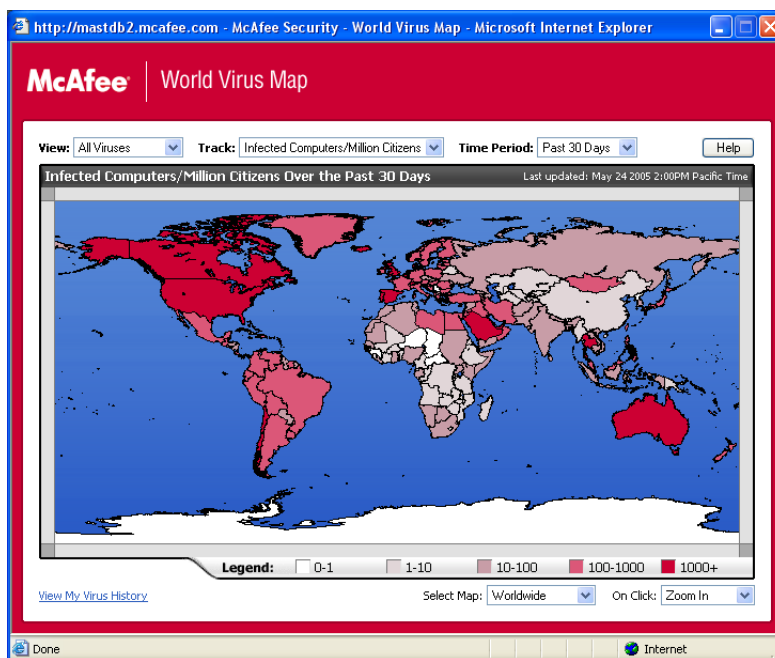 http://mastdb2.mcafee.com - McAfee Security - World Virus Map - Microsoft Internet Explorer
McAfee® World Virus Map
View: All Viruses Track: Infected Computers/Million Citizens Time Period: Past 30 Days Help
Infected Computers/Million Citizens Over the Past 30 Days Last updated: May 24 2005 2:00PM Pacific Time
Legend: 0-1 1-10 10-100 100-1000 1000+
View My Virus History Select Map: Worldwide On Click: Zoom In
Done Internet